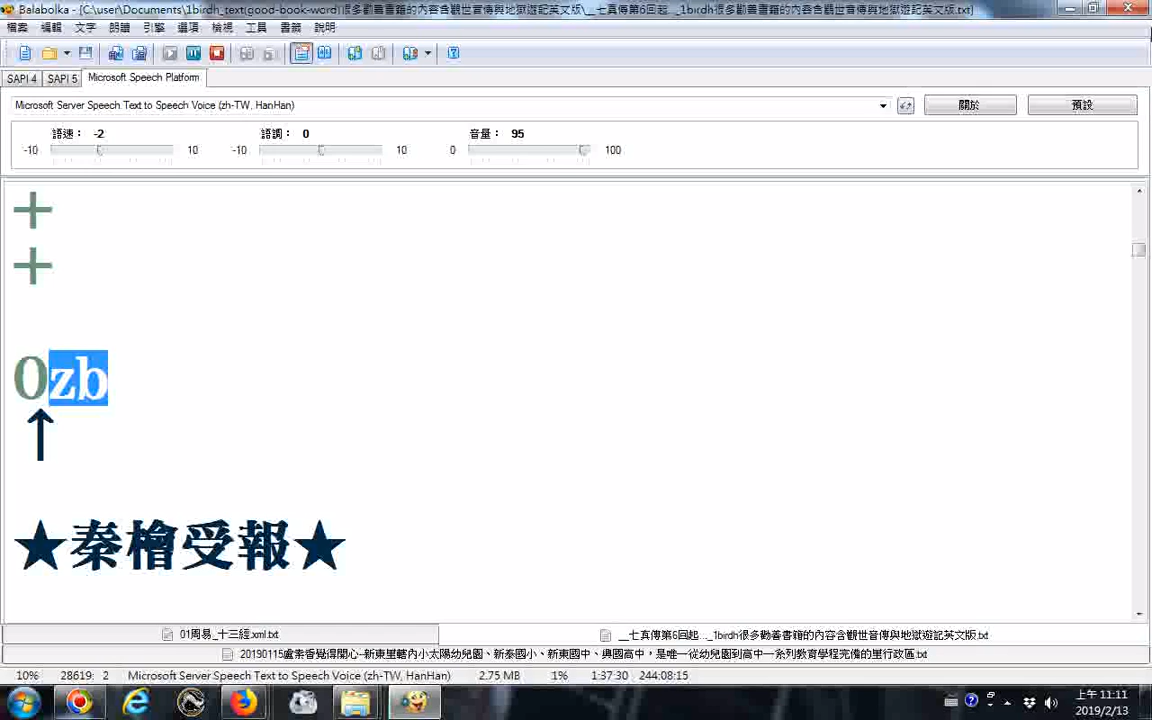 Balabolka - [C:\user\Documents\1birdh_text(good-book-word)很多勸善書籍的內容含觀世音傳與地獄遊記英文版\__七真傳第6回起..._1birdh很多勸善書籍的內容含觀世音傳與地獄遊記英文版.txt]
檔案 編輯 文字 朗讀 引擎 選項 檢視 工具 書籤 說明
SAPI 4 SAPI 5 Microsoft Speech Platform
Microsoft Server Speech Text to Speech Voice (zh-TW, HanHan) 關於 預設
語速： -2 語調： 0 音量： 95
-10 10 -10 10 0 100
+
+
0zb
↑
★秦檜受報★
01周易_十三經.xml.txt __七真傳第6回起..._1birdh很多勸善書籍的內容含觀世音傳與地獄遊記英文版.txt
20190115盧素香覺得開心--新東里轄內小太陽幼兒園、新泰國小、新東國中、興國高中，是唯一從幼兒園到高中一系列教育學程完備的里行政區.txt
10% 28619: 2 Microsoft Server Speech Text to Speech Voice (zh-TW, HanHan) 2.75 MB 1% 1:37:30 244:08:15
上午 11:11
2019/2/13